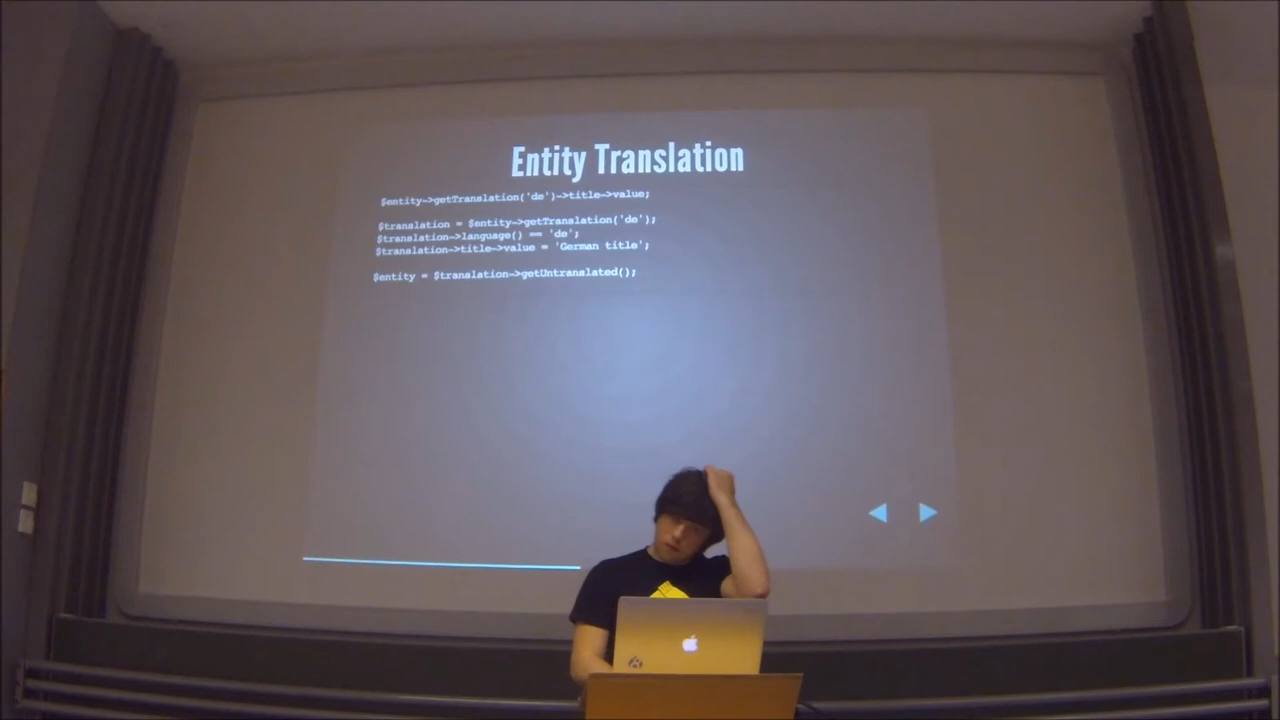 Entity Translation
$entity->getTranslation('de')->title->value;
$translation = $entity->getTranslation('de');
$translation->language() == 'de';
$translation->title->value = 'German title';
$entity = $translation->getUntranslated();